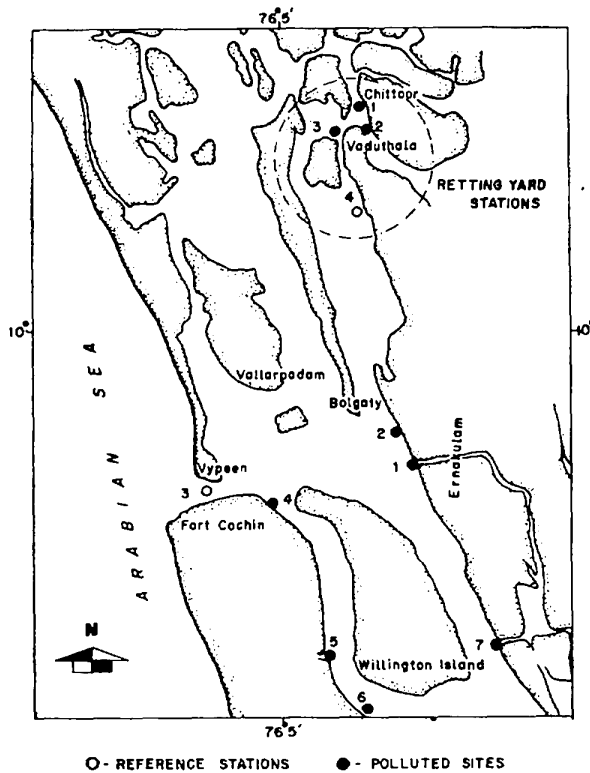 76°5'
Chittoor
1
2
3
Vaduthala
RETTING YARD
STATIONS
4
10°
10°
ARABIAN SEA
Vallarpadam
Bolgaty
2
1
Ernakulam
Vypeen
3
4
Fort Cochin
N
5
Willington Island
7
6
76°5'
O - REFERENCE STATIONS
● - POLLUTED SITES